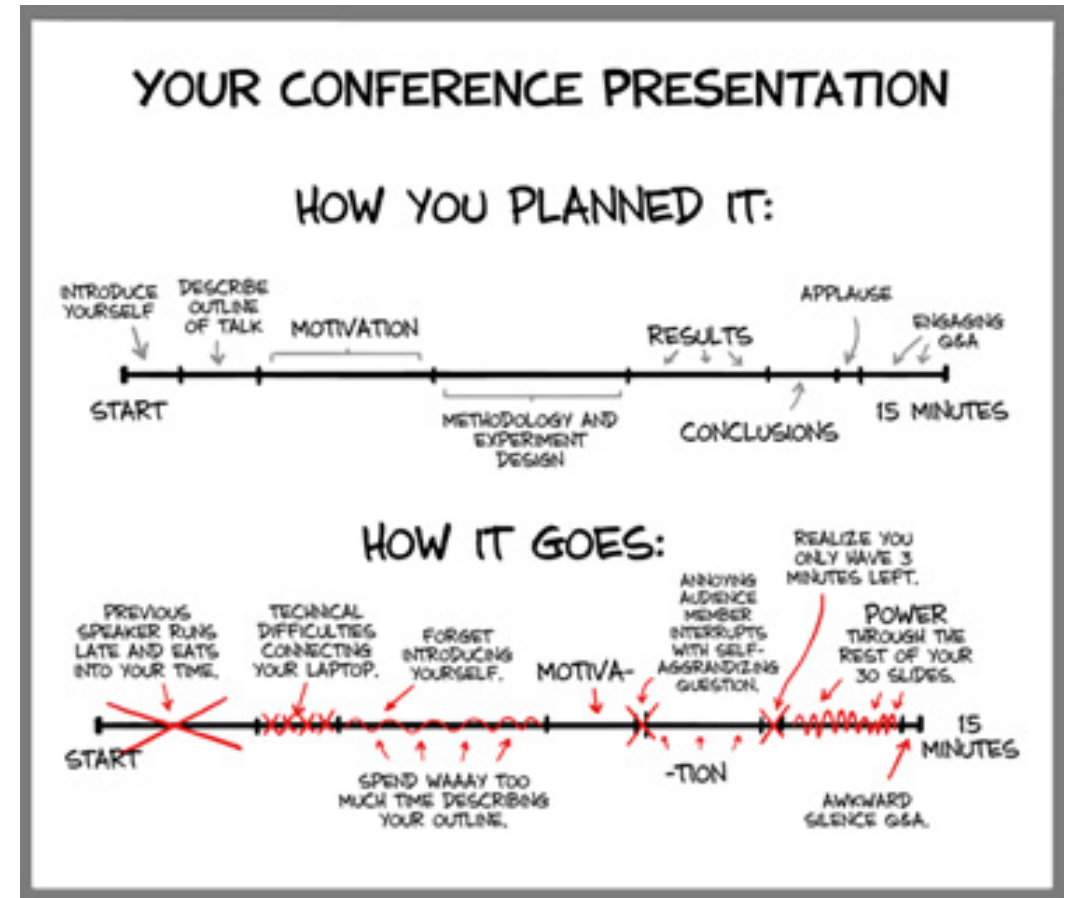 YOUR CONFERENCE PRESENTATION
HOW YOU PLANNED IT:
INTRODUCE
YOURSELF
DESCRIBE
OUTLINE
OF TALK
MOTIVATION
METHODOLOGY AND
EXPERIMENT
DESIGN
RESULTS
CONCLUSIONS
APPLAUSE
ENGAGING
Q&A
START
15 MINUTES
HOW IT GOES:
PREVIOUS
SPEAKER RUNS
LATE AND EATS
INTO YOUR TIME.
TECHNICAL
DIFFICULTIES
CONNECTING
YOUR LAPTOP.
FORGET
INTRODUCING
YOURSELF.
SPEND WAAAY TOO
MUCH TIME DESCRIBING
YOUR OUTLINE.
MOTIVA-
ANNOYING
AUDIENCE
MEMBER
INTERRUPTS
WITH SELF-
AGGRANDIZING
QUESTION.
-TION
REALIZE YOU
ONLY HAVE 3
MINUTES LEFT.
POWER
THROUGH THE
REST OF YOUR
30 SLIDES.
AWKWARD
SILENCE Q&A.
START
15
MINUTES